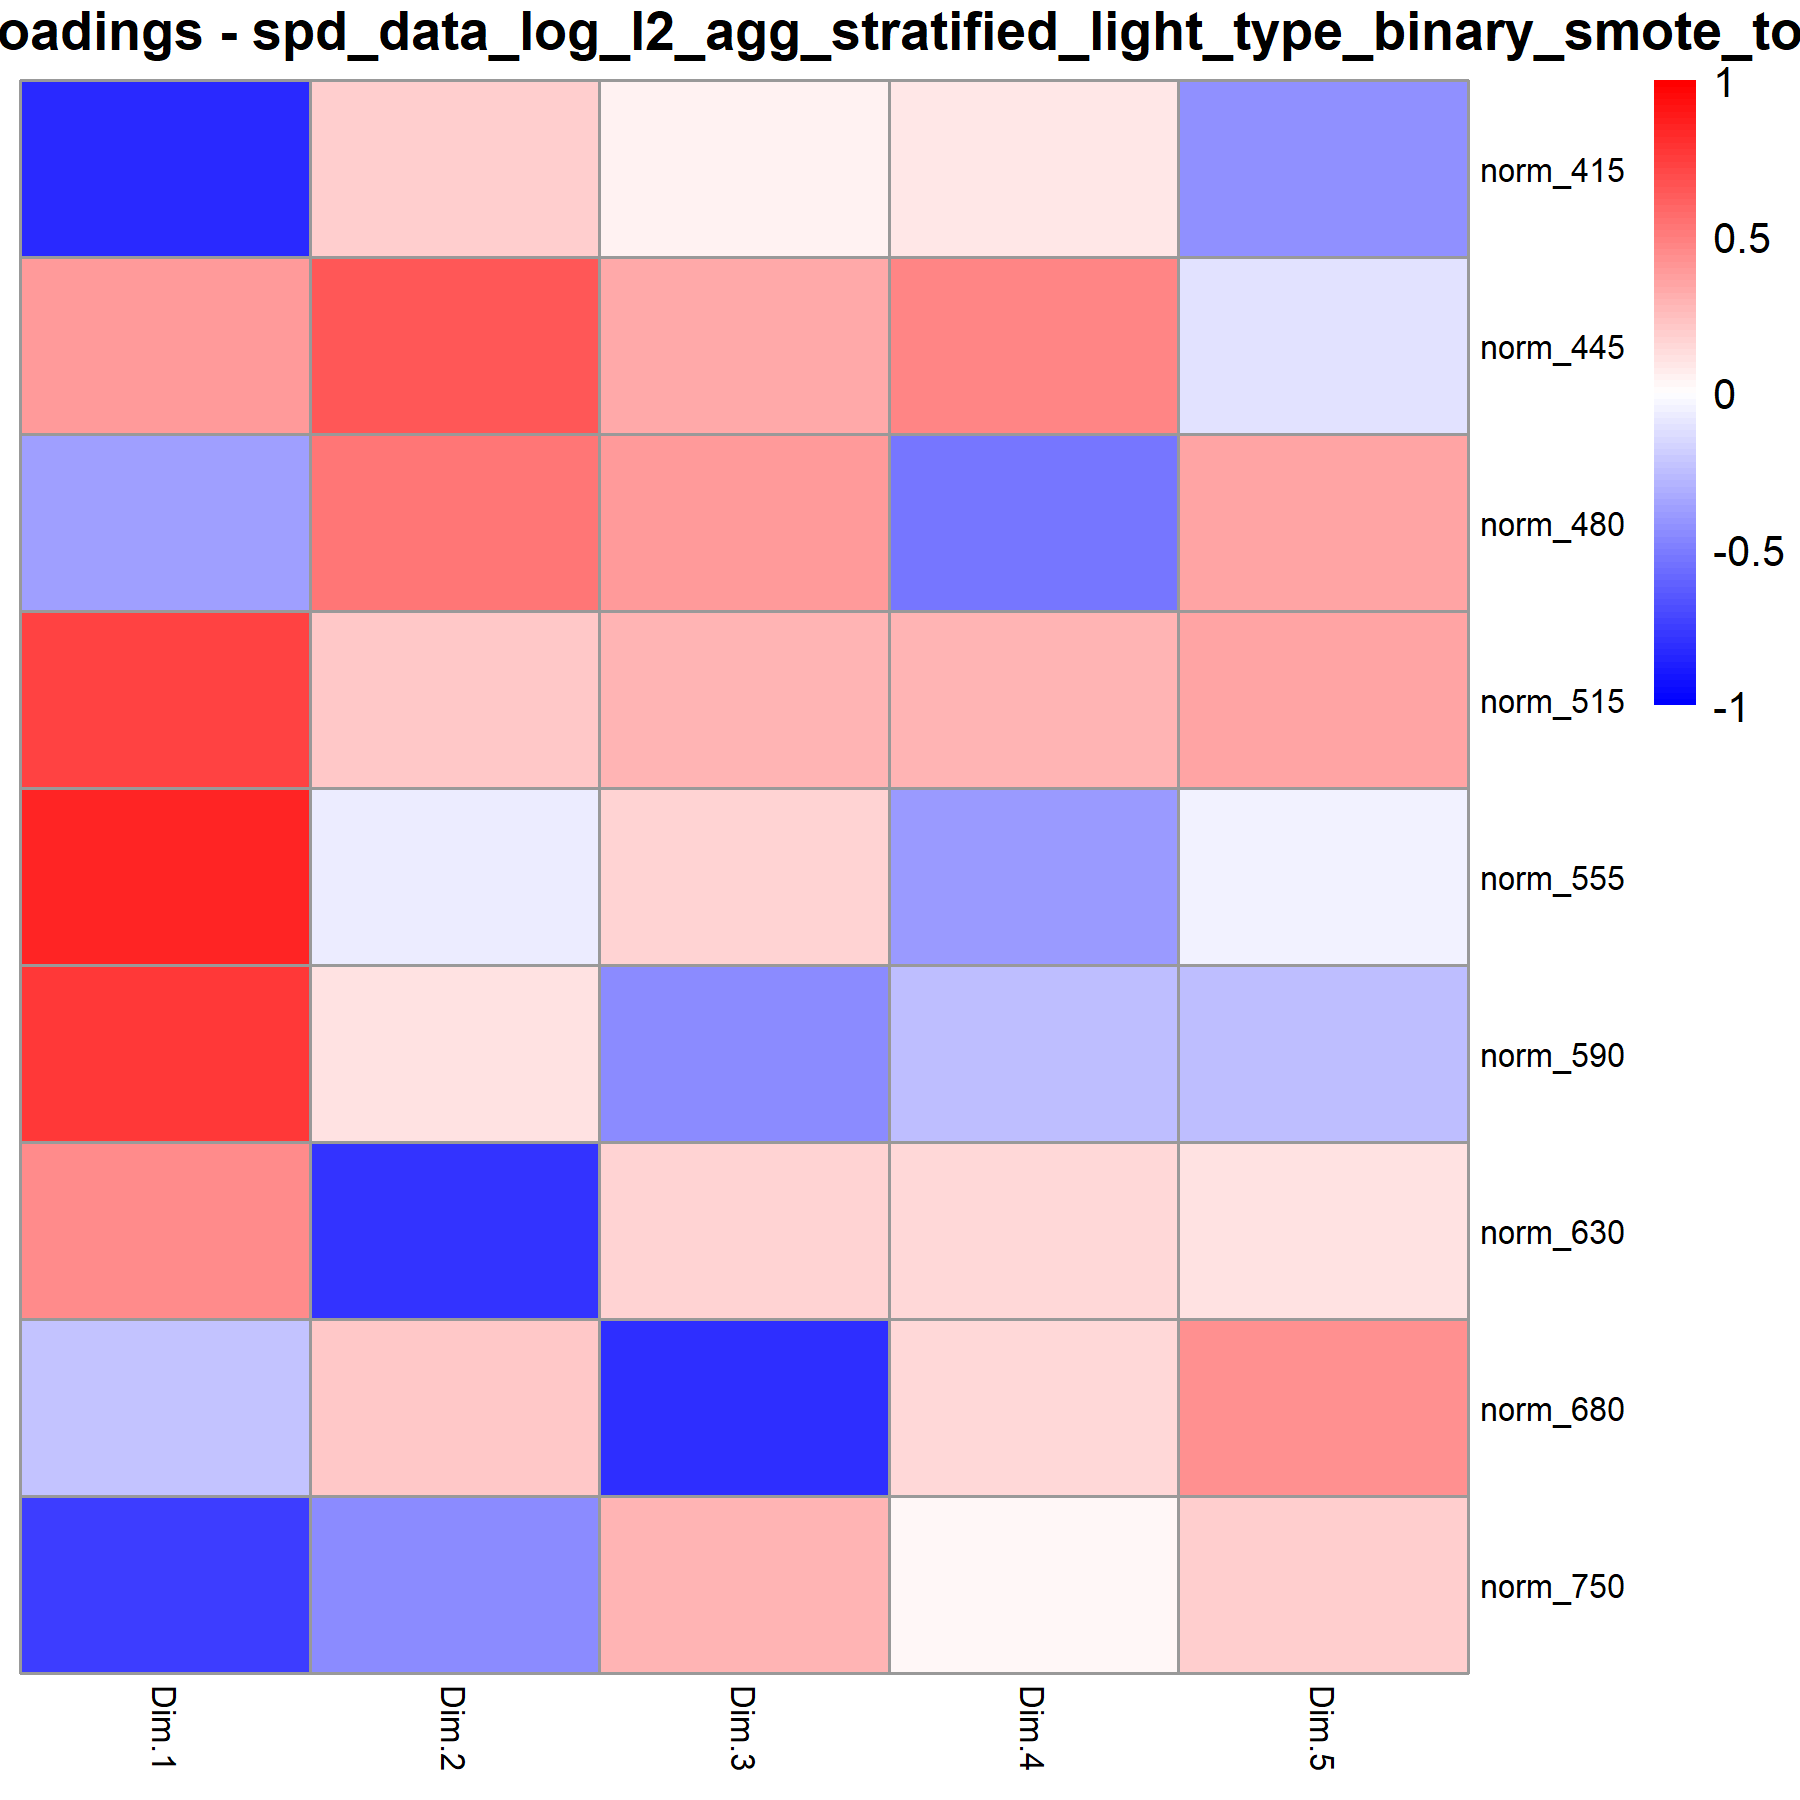 oadings - spd_data_log_l2_agg_stratified_light_type_binary_smote_to
1
0.5
0
-0.5
-1
norm_415
norm_445
norm_480
norm_515
norm_555
norm_590
norm_630
norm_680
norm_750
Dim.1
Dim.2
Dim.3
Dim.4
Dim.5